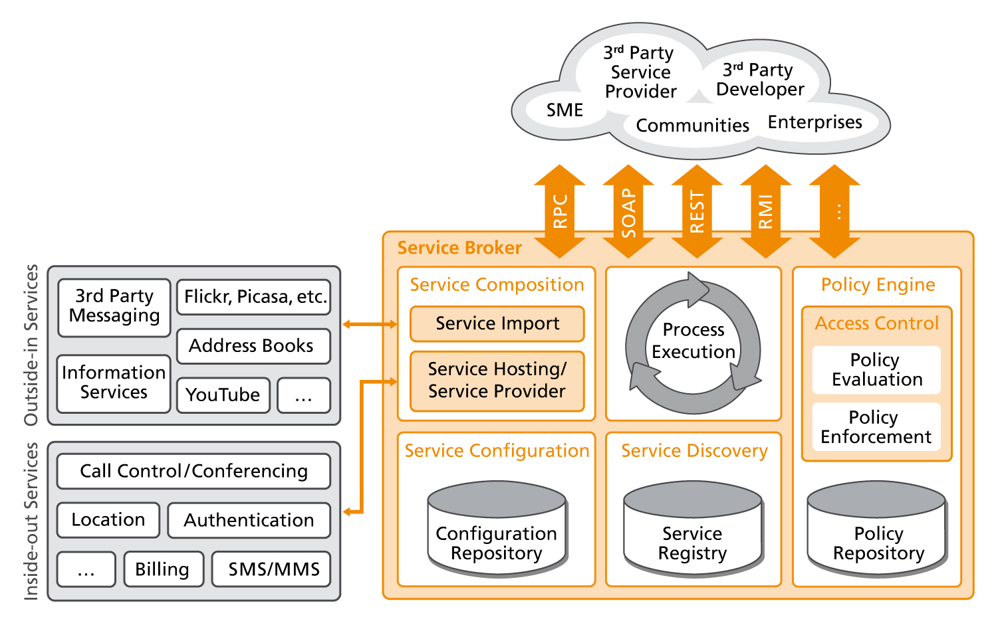 3rd Party
Service
Provider
3rd Party
Developer
SME
Communities
Enterprises
RPC
SOAP
REST
RMI
...
Service Broker
Outside-in Services
3rd Party
Messaging
Flickr, Picasa, etc.
Address Books
Information
Services
YouTube
...
Inside-out Services
Call Control/Conferencing
Location
Authentication
...
Billing
SMS/MMS
Service Composition
Service Import
Service Hosting/
Service Provider
Process
Execution
Policy Engine
Access Control
Policy
Evaluation
Policy
Enforcement
Service Configuration
Configuration
Repository
Service Discovery
Service
Registry
Policy
Repository